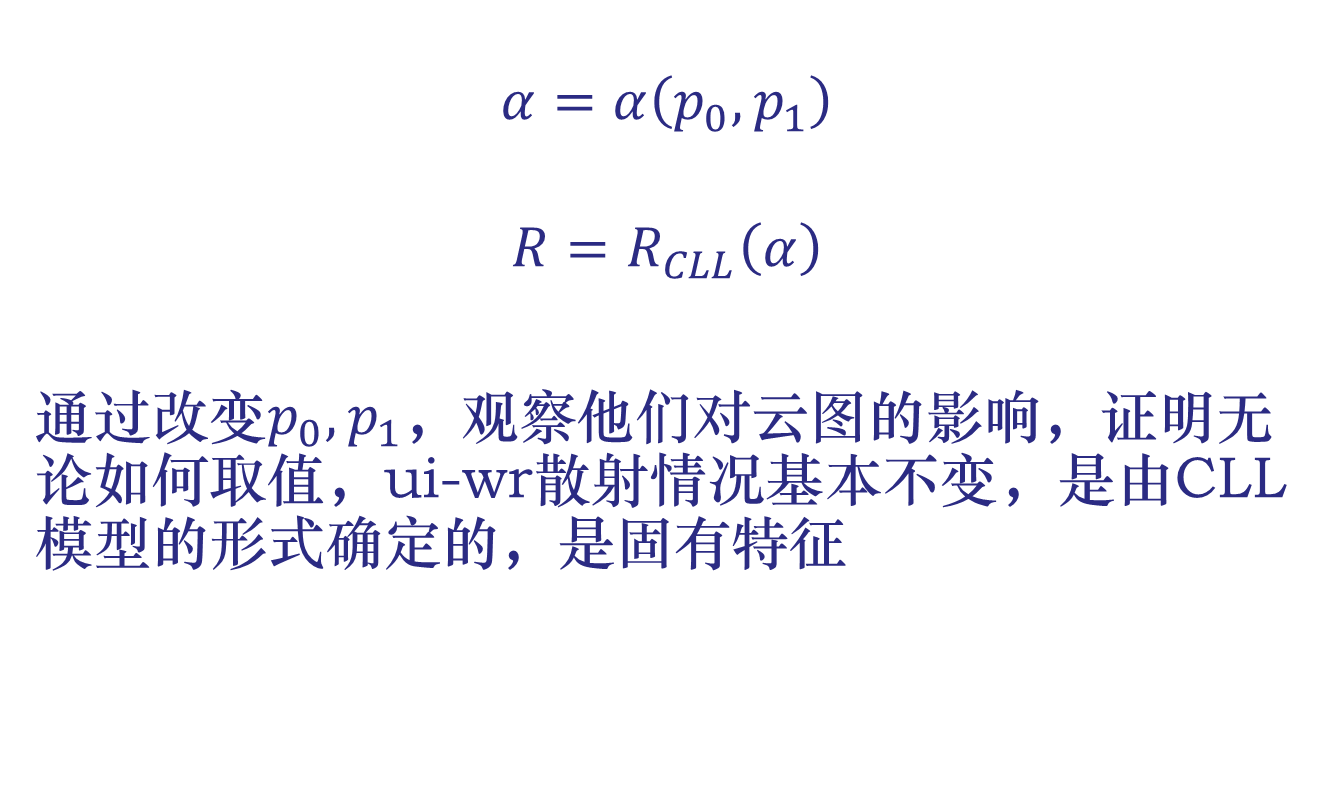 α = α(p₀, p₁)
R = R_CLL(α)
通过改变p₀, p₁，观察他们对云图的影响，证明无
论如何取值，ui-wr散射情况基本不变，是由CLL
模型的形式确定的，是固有特征